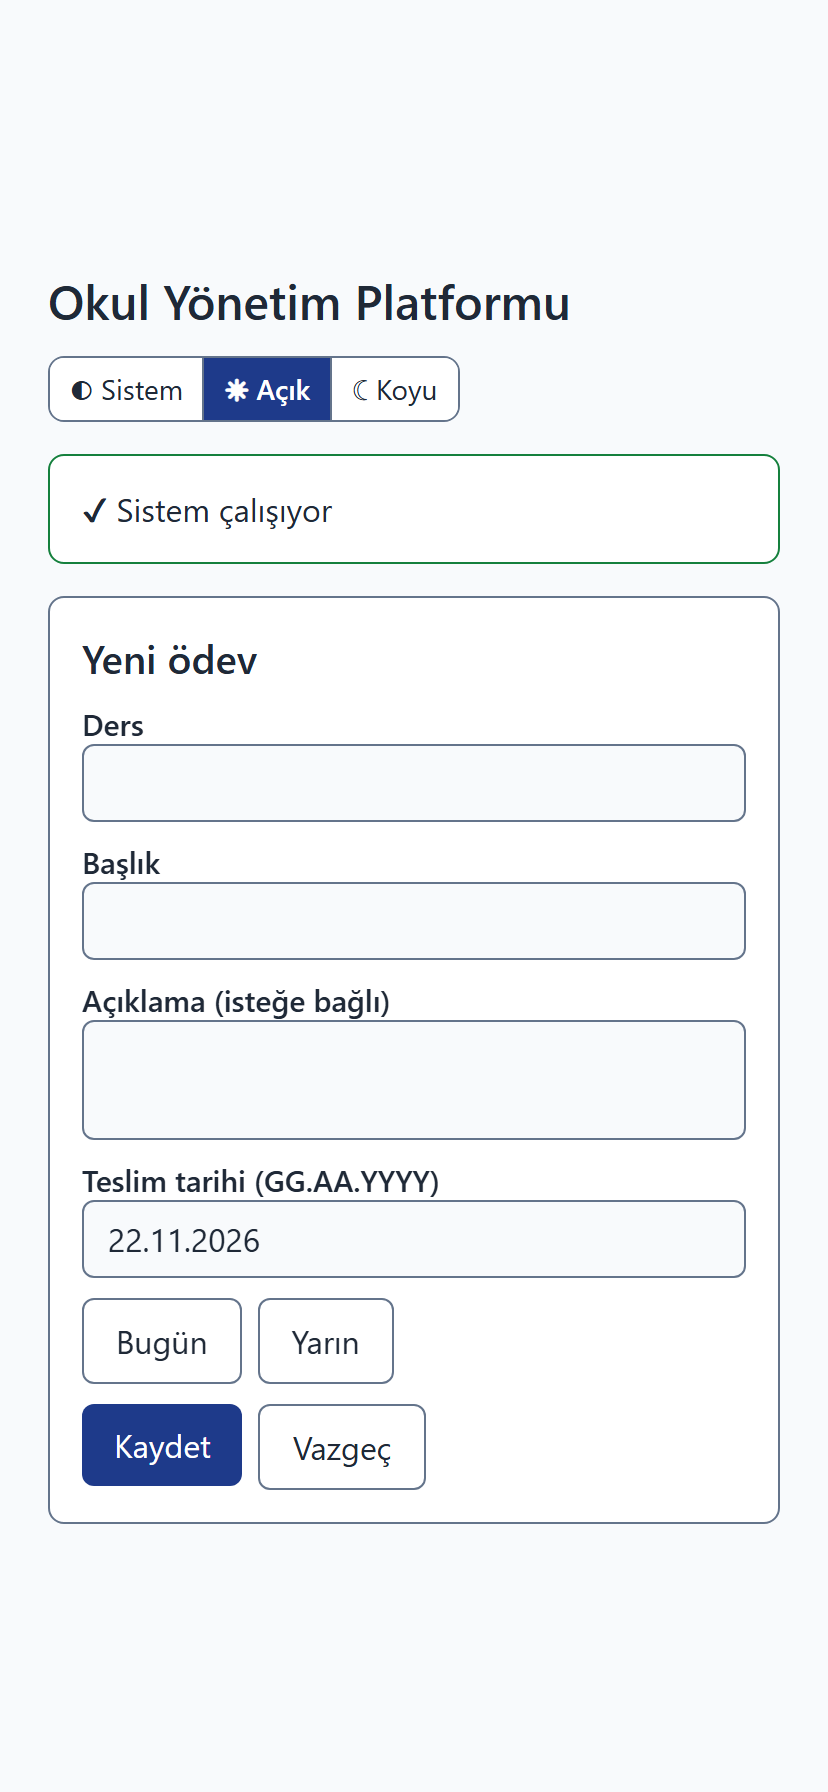 Okul Yönetim Platformu
◐ Sistem ✱ Açık ☾ Koyu
✓ Sistem çalışıyor
Yeni ödev
Ders
Başlık
Açıklama (isteğe bağlı)
Teslim tarihi (GG.AA.YYYY)
22.11.2026
Bugün Yarın
Kaydet Vazgeç